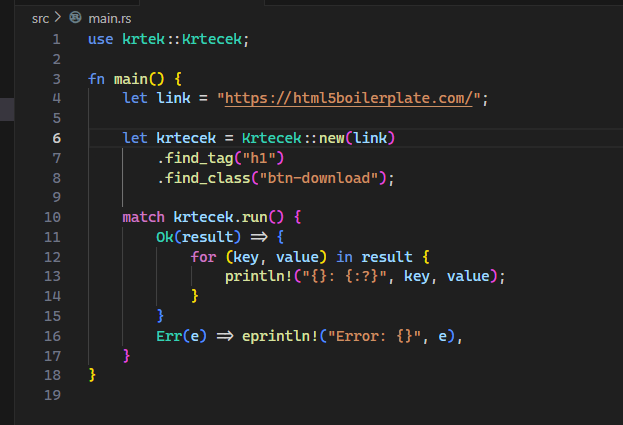 src > main.rs
1 use krtek::Krtecek;
2
3 fn main() {
4 let link = "https://html5boilerplate.com/";
5
6 let krtecek = Krtecek::new(link)
7 .find_tag("h1")
8 .find_class("btn-download");
9
10 match krtecek.run() {
11 Ok(result) => {
12 for (key, value) in result {
13 println!("{}: {:?}", key, value);
14 }
15 }
16 Err(e) => eprintln!("Error: {}", e),
17 }
18 }
19